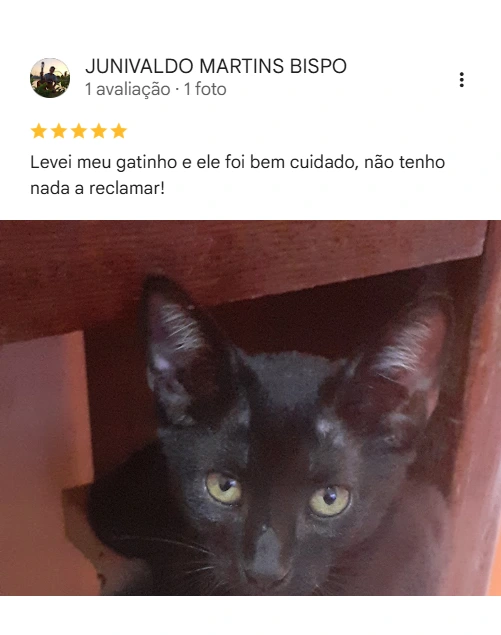 JUNIVALDO MARTINS BISPO
1 avaliação · 1 foto
Levei meu gatinho e ele foi bem cuidado, não tenho
nada a reclamar!